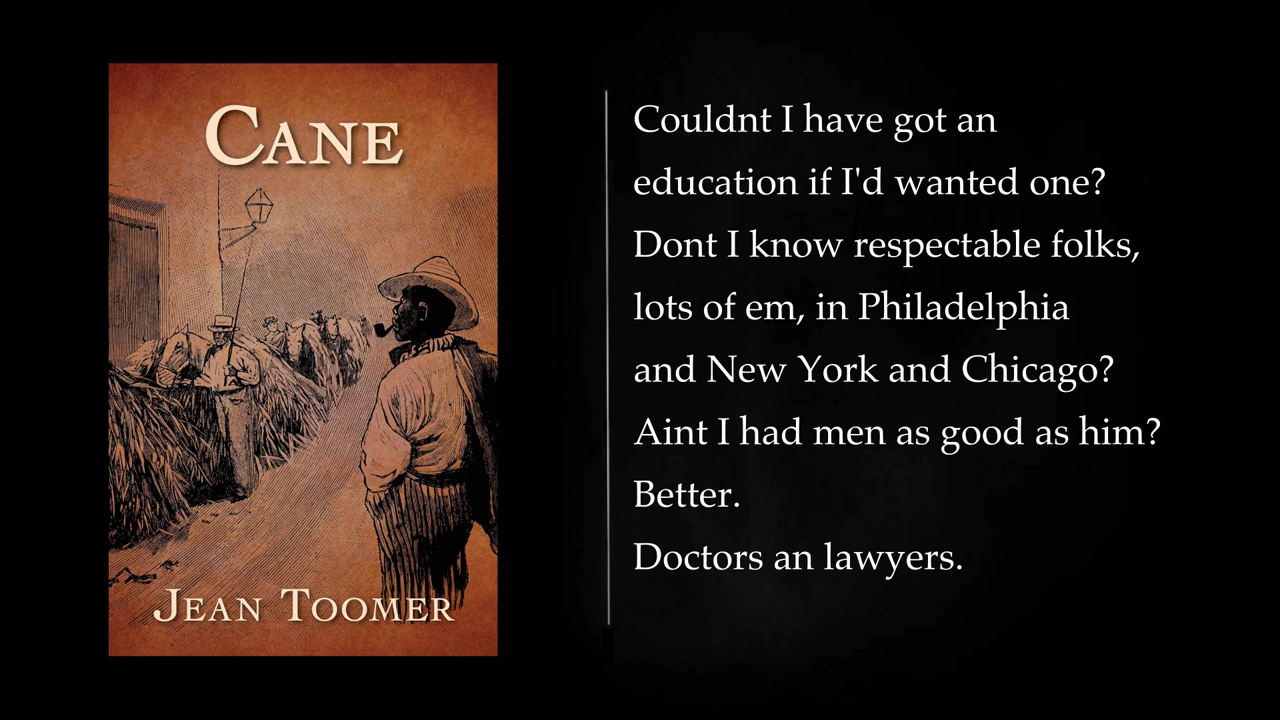 CANE
JEAN TOOMER
Couldnt I have got an
education if I'd wanted one?
Dont I know respectable folks,
lots of em, in Philadelphia
and New York and Chicago?
Aint I had men as good as him?
Better.
Doctors an lawyers.